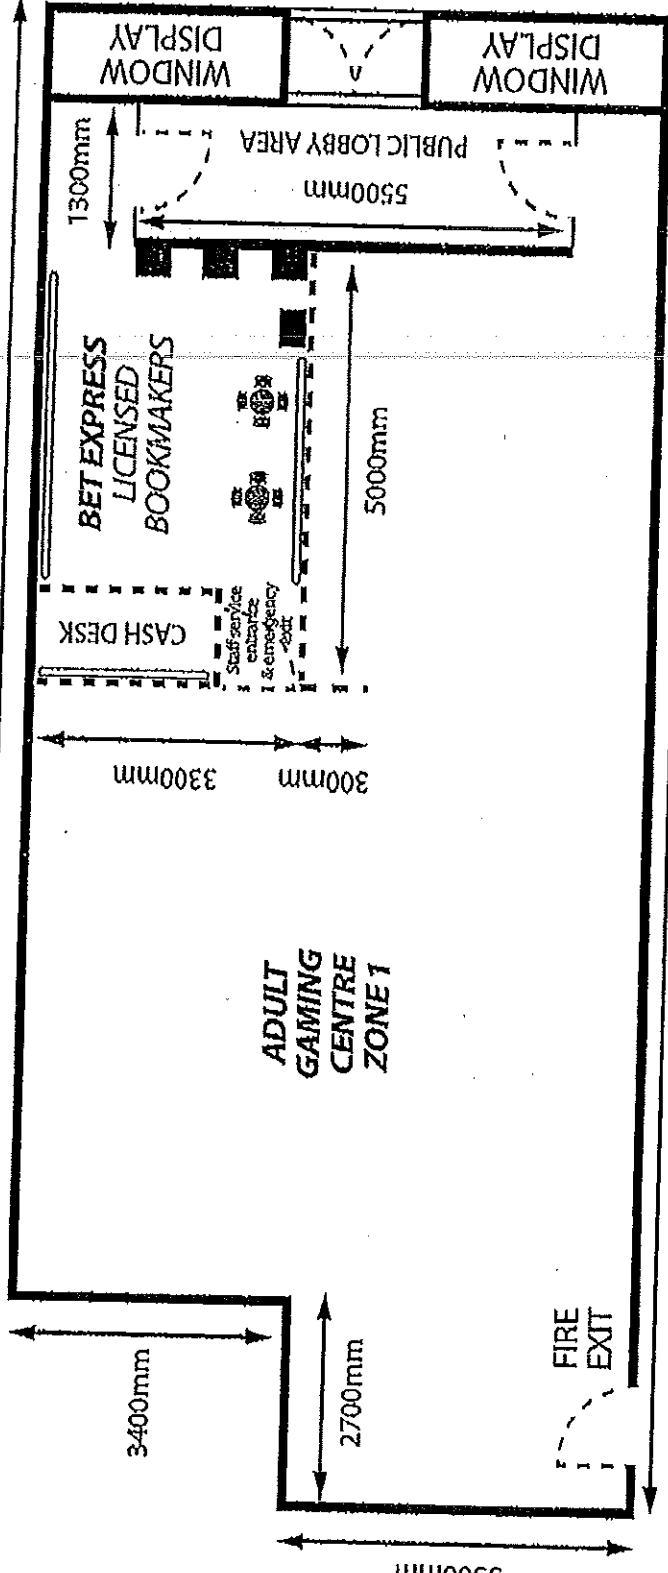 WINDOW
DISPLAY
WINDOW
DISPLAY
1300mm
PUBLIC LOBBY AREA
5500mm
BET EXPRESS
LICENSED
BOOKMAKERS
5000mm
CASH DESK
Staff service
entrance
& emergency
exit
3300mm
300mm
ADULT
GAMING
CENTRE
ZONE 1
3400mm
2700mm
FIRE
EXIT